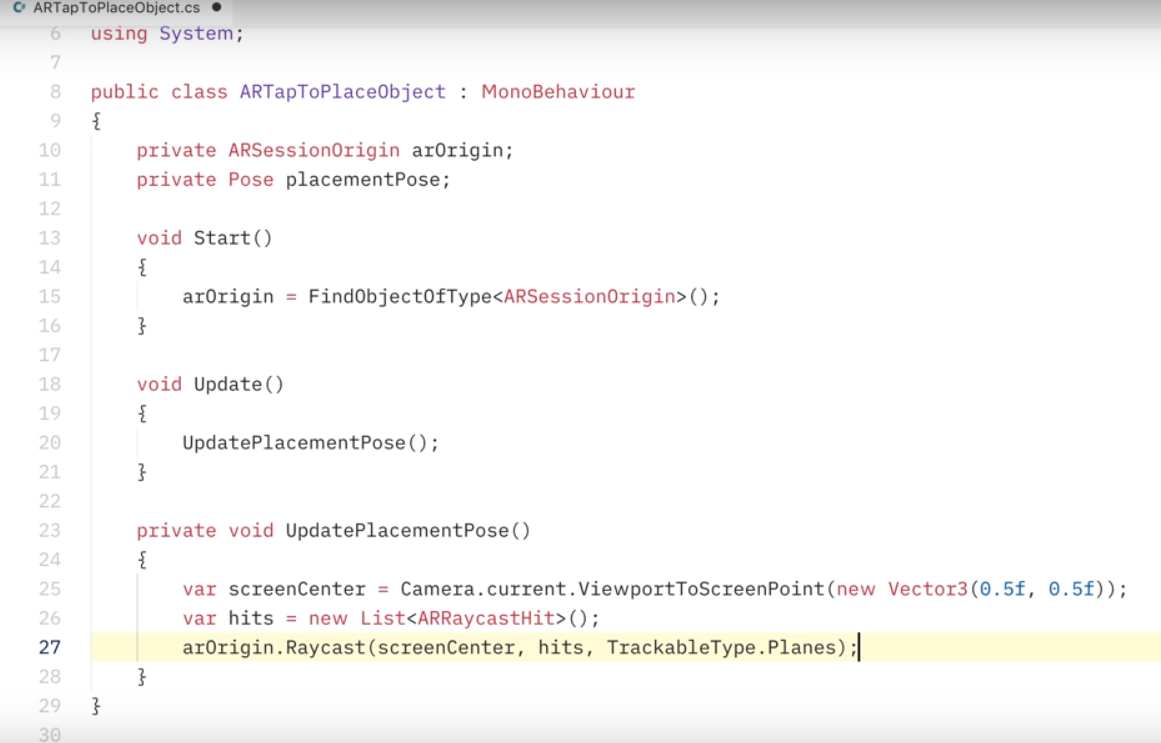 ARTapToPlaceObject.cs
6 using System;
7
8 public class ARTapToPlaceObject : MonoBehaviour
9 {
10 private ARSessionOrigin arOrigin;
11 private Pose placementPose;
12
13 void Start()
14 {
15 arOrigin = FindObjectOfType<ARSessionOrigin>();
16 }
17
18 void Update()
19 {
20 UpdatePlacementPose();
21 }
22
23 private void UpdatePlacementPose()
24 {
25 var screenCenter = Camera.current.ViewportToScreenPoint(new Vector3(0.5f, 0.5f));
26 var hits = new List<ARRaycastHit>();
27 arOrigin.Raycast(screenCenter, hits, TrackableType.Planes);
28 }
29 }
30